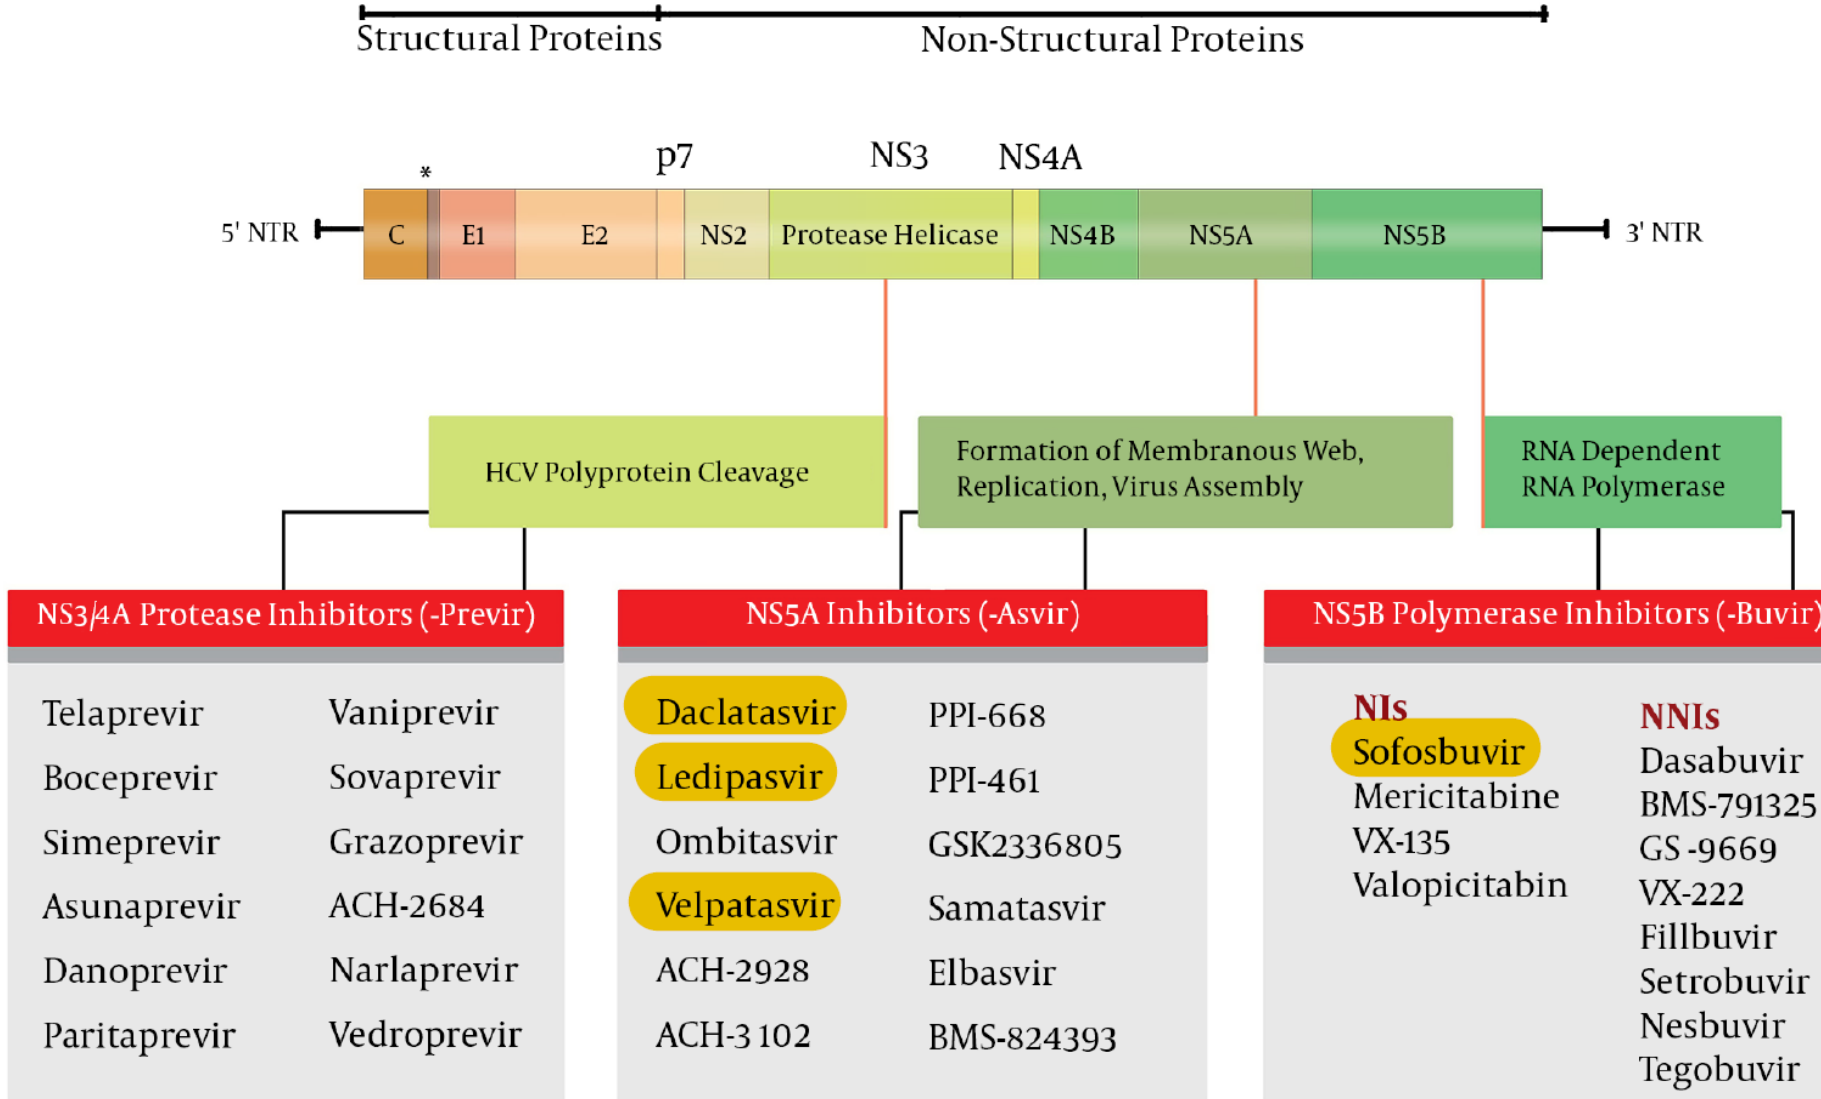 Structural Proteins
Non-Structural Proteins
p7
NS3
NS4A
*
5' NTR
C
E1
E2
NS2
Protease Helicase
NS4B
NS5A
NS5B
3' NTR
HCV Polyprotein Cleavage
Formation of Membranous Web,
Replication, Virus Assembly
RNA Dependent
RNA Polymerase
NS3/4A Protease Inhibitors (-Previr)
Telaprevir
Boceprevir
Simeprevir
Asunaprevir
Danoprevir
Paritaprevir
Vaniprevir
Sovaprevir
Grazoprevir
ACH-2684
Narlaprevir
Vedroprevir
NS5A Inhibitors (-Asvir)
Daclatasvir
Ledipasvir
Ombitasvir
Velpatasvir
ACH-2928
ACH-3102
PPI-668
PPI-461
GSK2336805
Samatasvir
Elbasvir
BMS-824393
NS5B Polymerase Inhibitors (-Buvir)
NIs
Sofosbuvir
Mericitabine
VX-135
Valopicitabin
NNIs
Dasabuvir
BMS-791325
GS -9669
VX-222
Fillbuvir
Setrobuvir
Nesbuvir
Tegobuvir